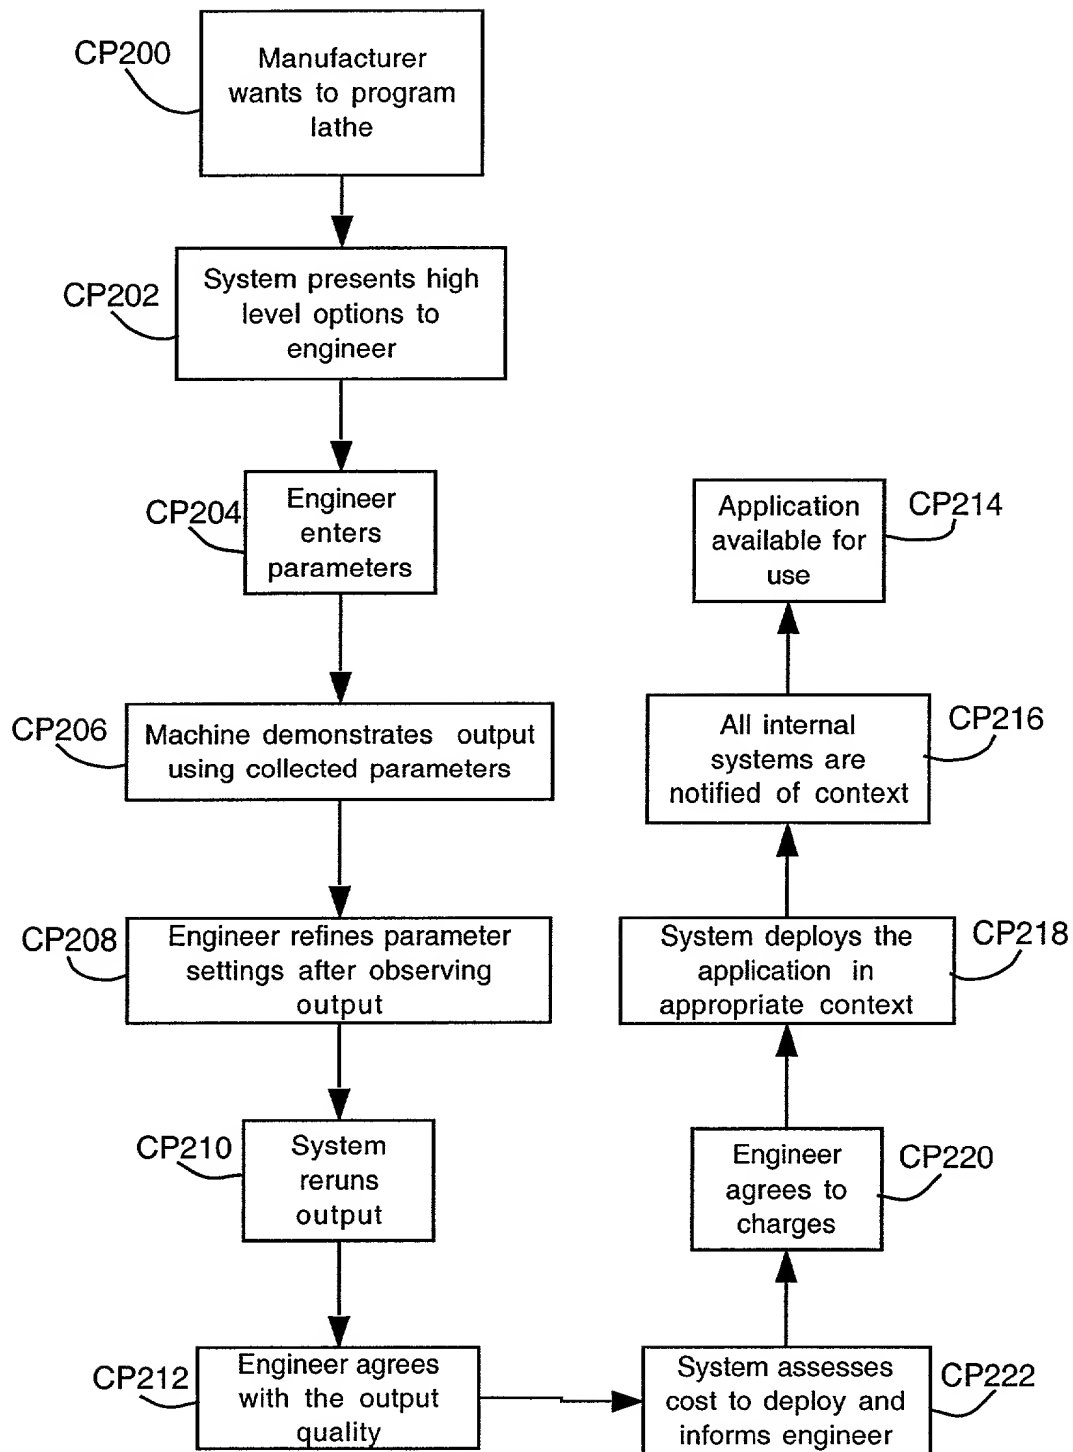 CP200
Manufacturer
wants to program
lathe
CP202
System presents high
level options to
engineer
CP204
Engineer
enters
parameters
CP206
Machine demonstrates output
using collected parameters
CP208
Engineer refines parameter
settings after observing
output
CP210
System
reruns
output
CP212
Engineer agrees
with the output
quality
System assesses
cost to deploy and
informs engineer
CP222
Engineer
agrees to
charges
CP220
System deploys the
application in
appropriate context
CP218
All internal
systems are
notified of context
CP216
Application
available for
use
CP214